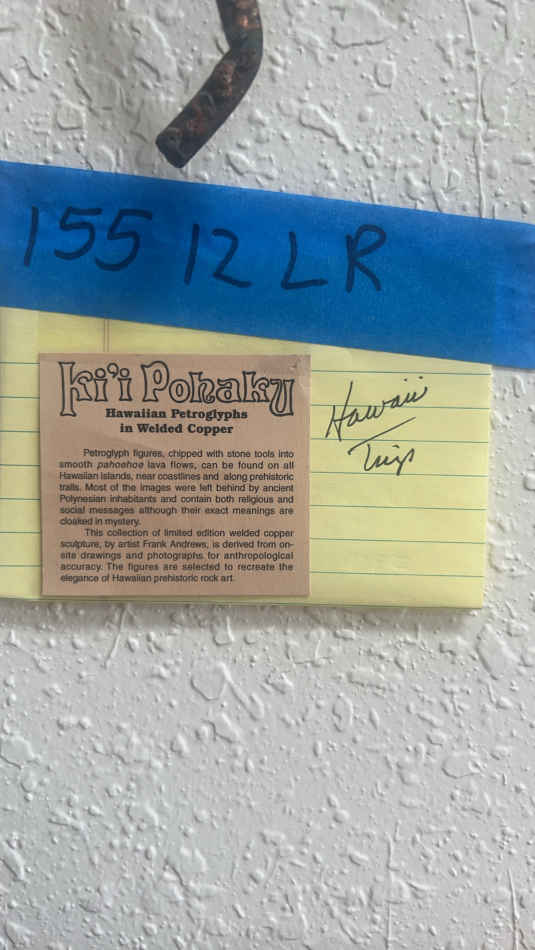 155 12 LR
Ki'i Pohaku
Hawaiian Petroglyphs
in Welded Copper
Petroglyph figures, chipped with stone tools into
smooth pahoehoe lava flows, can be found on all
Hawaiian islands, near coastlines and along prehistoric
trails. Most of the images were left behind by ancient
Polynesian inhabitants and contain both religious and
social messages although their exact meanings are
cloaked in mystery.
This collection of limited edition welded copper
sculpture, by artist Frank Andrews, is derived from on-
site drawings and photographs for anthropological
accuracy. The figures are selected to recreate the
elegance of Hawaiian prehistoric rock art.
Hawaii
Trip